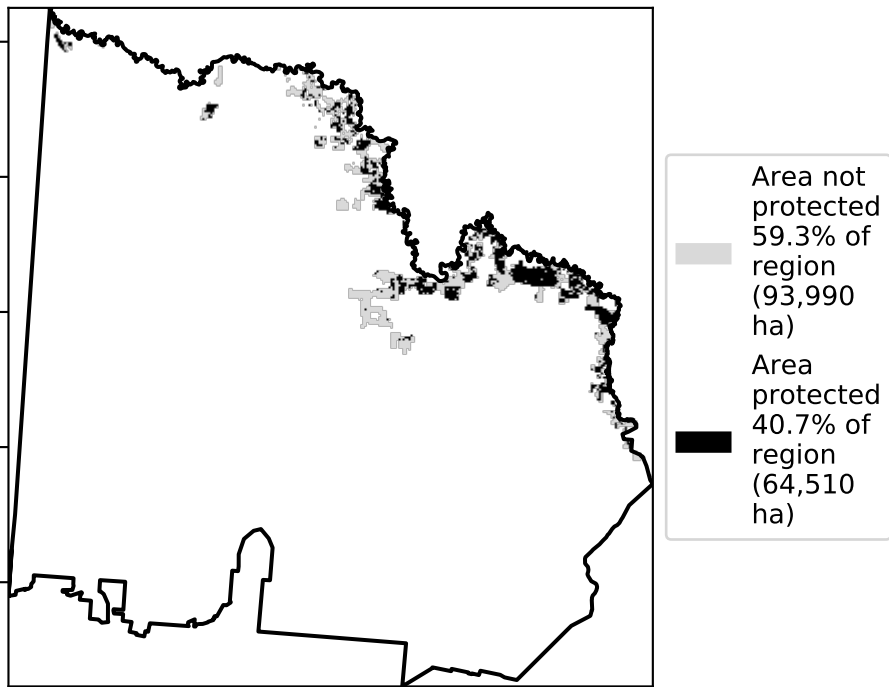 Area not
protected
59.3% of
region
(93,990
ha)
Area
protected
40.7% of
region
(64,510
ha)